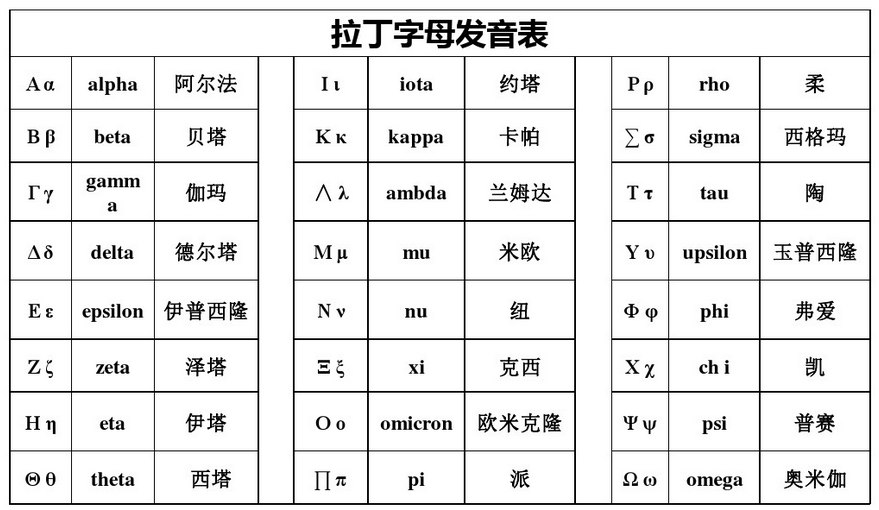 拉丁字母发音表
Α α alpha 阿尔法 Ι ι iota 约塔 Ρ ρ rho 柔
Β β beta 贝塔 Κ κ kappa 卡帕 ∑ σ sigma 西格玛
Γ γ gamm
a 伽玛 ∧ λ ambda 兰姆达 Τ τ tau 陶
Δ δ delta 德尔塔 Μ μ mu 米欧 Υ υ upsilon 玉普西隆
Ε ε epsilon 伊普西隆 Ν ν nu 纽 Φ φ phi 弗爱
Ζ ζ zeta 泽塔 Ξ ξ xi 克西 Χ χ ch i 凯
Η η eta 伊塔 Ο ο omicron 欧米克隆 Ψ ψ psi 普赛
Θ θ theta 西塔 ∏ π pi 派 Ω ω omega 奥米伽